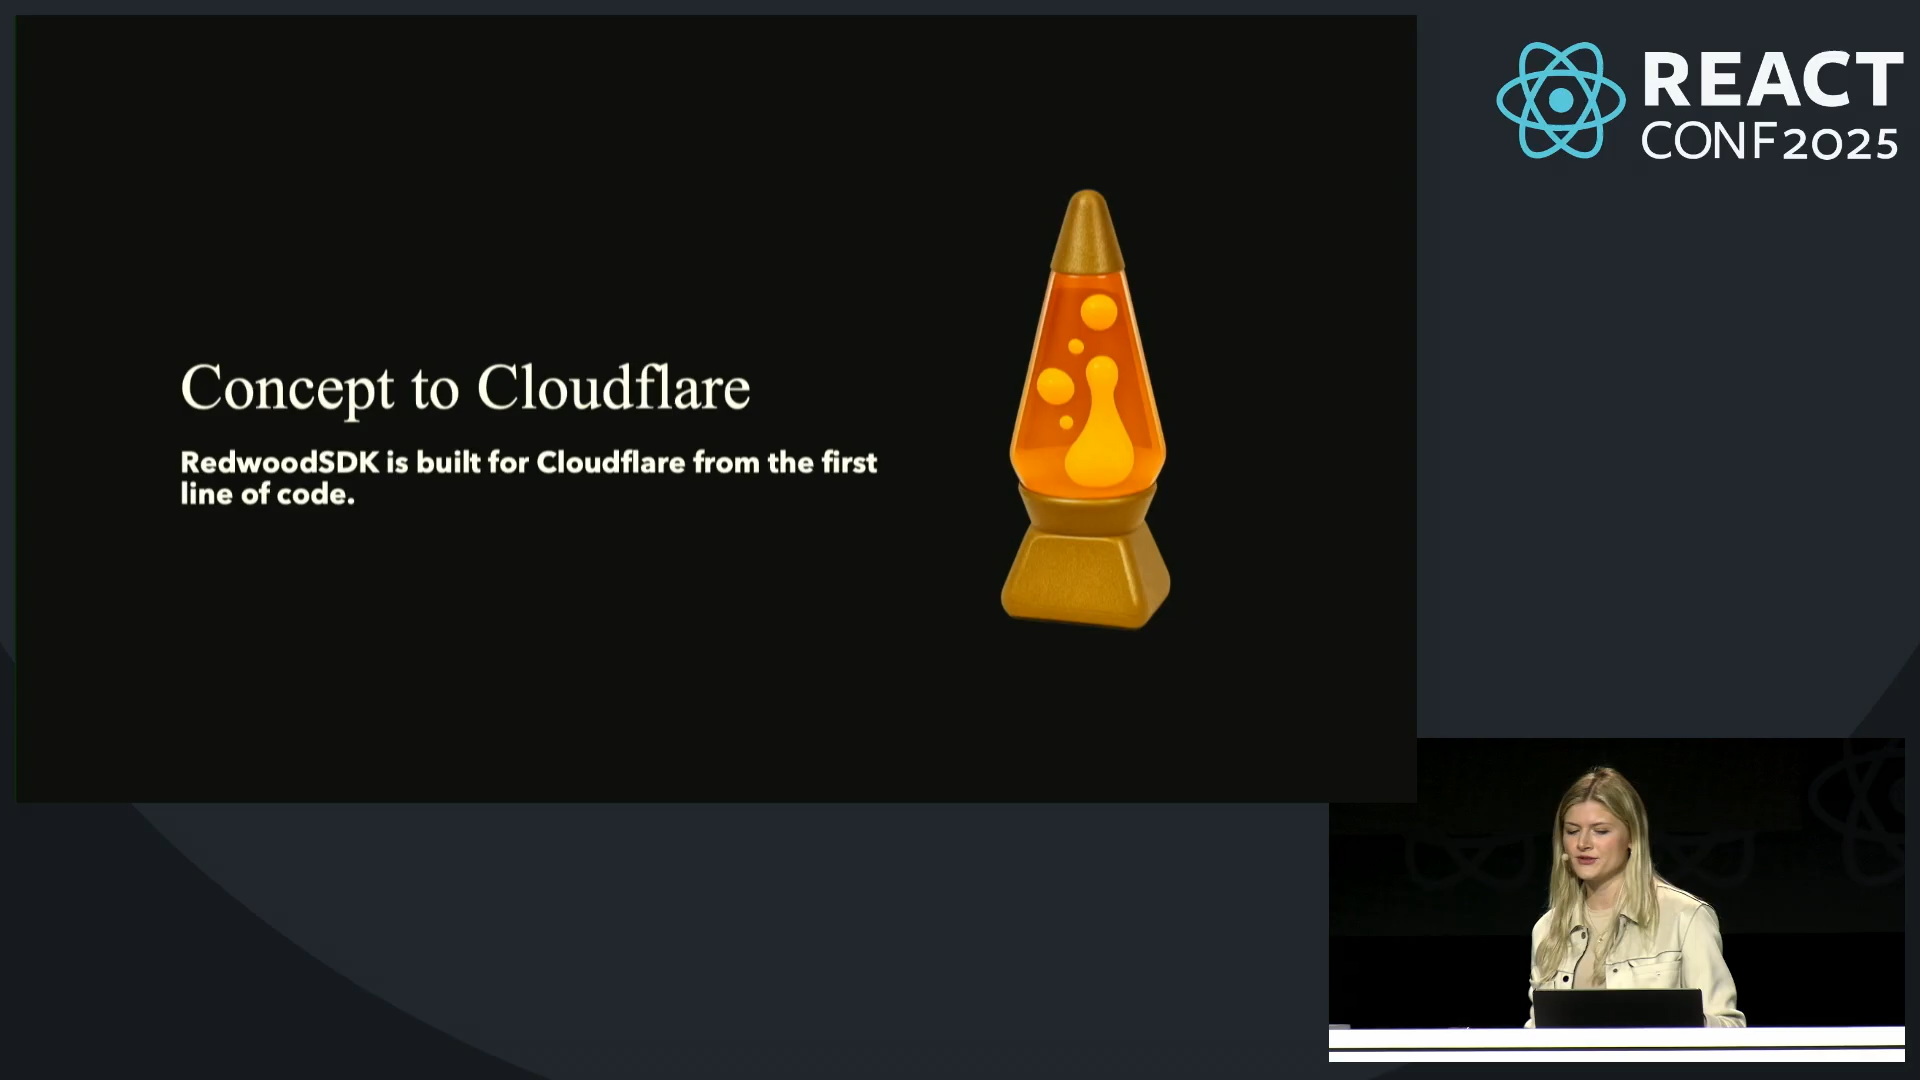 Concept to Cloudflare
RedwoodSDK is built for Cloudflare from the first
line of code.
REACT
CONF2025